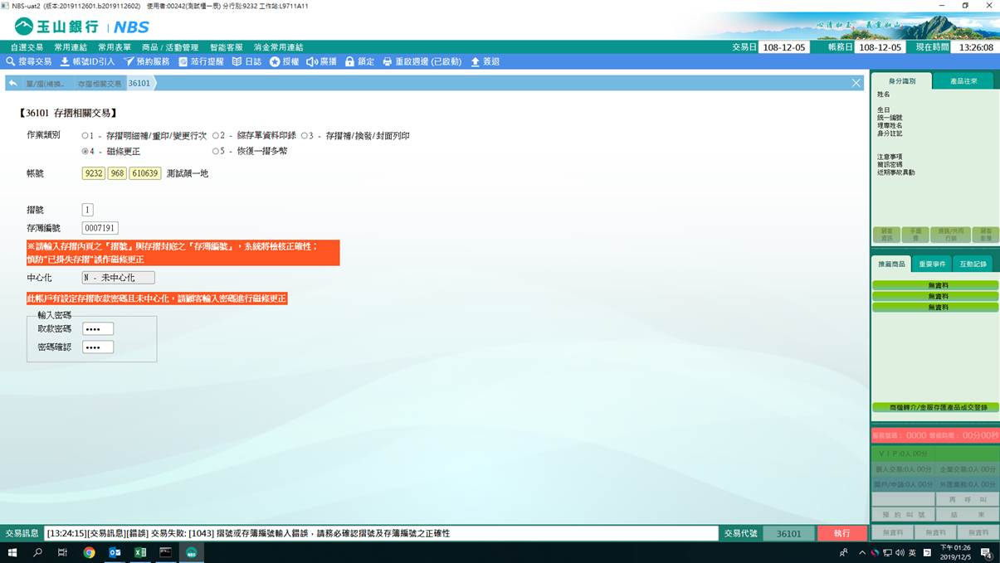 NBS-uat2 (版本:2019112601.b2019112602) 使用者:00242(測試櫃一辰) 分行別:9232 工作站:L9711A11
玉山銀行 | NBS
心清如玉, 義重如山
自選交易 常用連結 常用表單 商品 / 活動管理 智能客服 消金常用連結
交易日 108-12-05 帳務日 108-12-05 現在時間 13:26:08
搜尋交易 帳號ID引入 預約服務 蒞行提醒 日誌 授權 廣播 鎖定 重啟週邊 (已啟動) 簽退
單/摺(補換... 存摺相關交易 36101
【36101 存摺相關交易】
作業類別
1 - 存摺明細補/重印/變更行次 2 - 綜存單資料印錄 3 - 存摺補/換發/封面列印
4 - 磁條更正 5 - 恢復一摺多幣
帳號 9232 968 610639 測試顏一地
摺號 1
存簿編號 0007191
※請輸入存摺內頁之『摺號』與存摺封底之『存簿編號』，系統將檢核正確性；
慎防"已掛失存摺"誤作磁條更正
中心化 N - 未中心化
此帳戶有設定存摺取款密碼且未中心化，請顧客輸入密碼進行磁條更正
輸入密碼
取款密碼 ••••
密碼確認 ••••
身分識別 產品往來
姓名
生日
統一編號
理專姓名
身分註記
注意事項
簡訊密碼
近期事故異動
顧客資訊
推薦商品 重要事件 互動記錄
無資料
無資料
無資料
商機轉介/金服存匯產品成交登錄
0000 00分00秒
V I P:0人 00分
個人交易:0人 00分 企業交易:0人 00分
開戶/申請:0人 00分 外匯業務:0人 00分
再 呼 叫
預 約 叫 號 結 束
無資料 無資料 無資料
交易訊息 [13:24:15][交易訊息][錯誤] 交易失敗: [1043] 摺號或存簿編號輸入錯誤，請務必確認摺號及存簿編號之正確性
交易代號 36101 執行
英 下午 01:26
2019/12/5
4